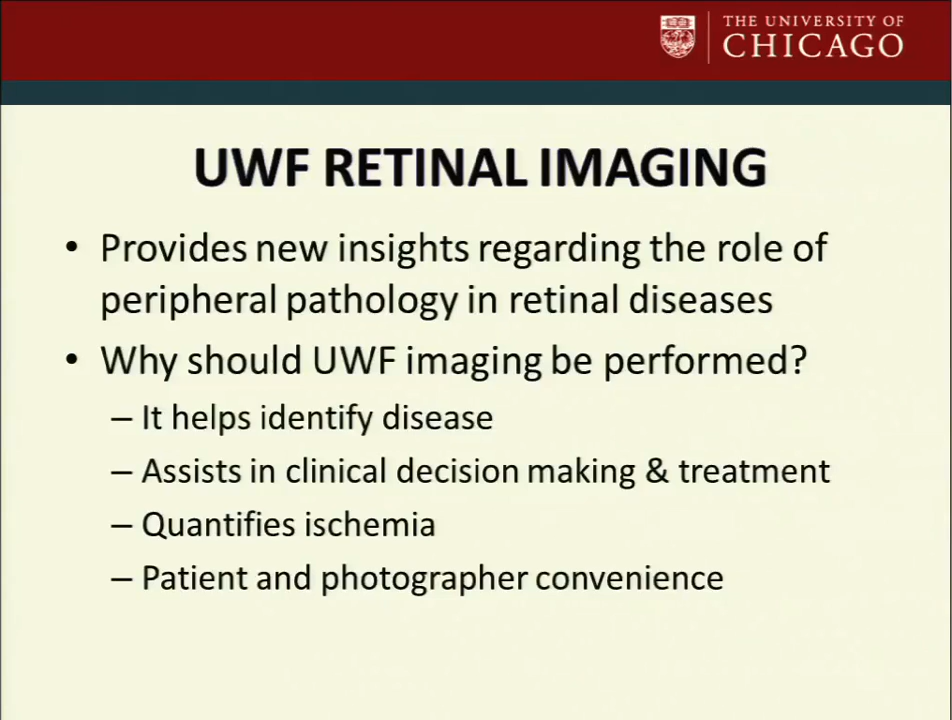 THE UNIVERSITY OF
CHICAGO
UWF RETINAL IMAGING
• Provides new insights regarding the role of
peripheral pathology in retinal diseases
• Why should UWF imaging be performed?
– It helps identify disease
– Assists in clinical decision making & treatment
– Quantifies ischemia
– Patient and photographer convenience